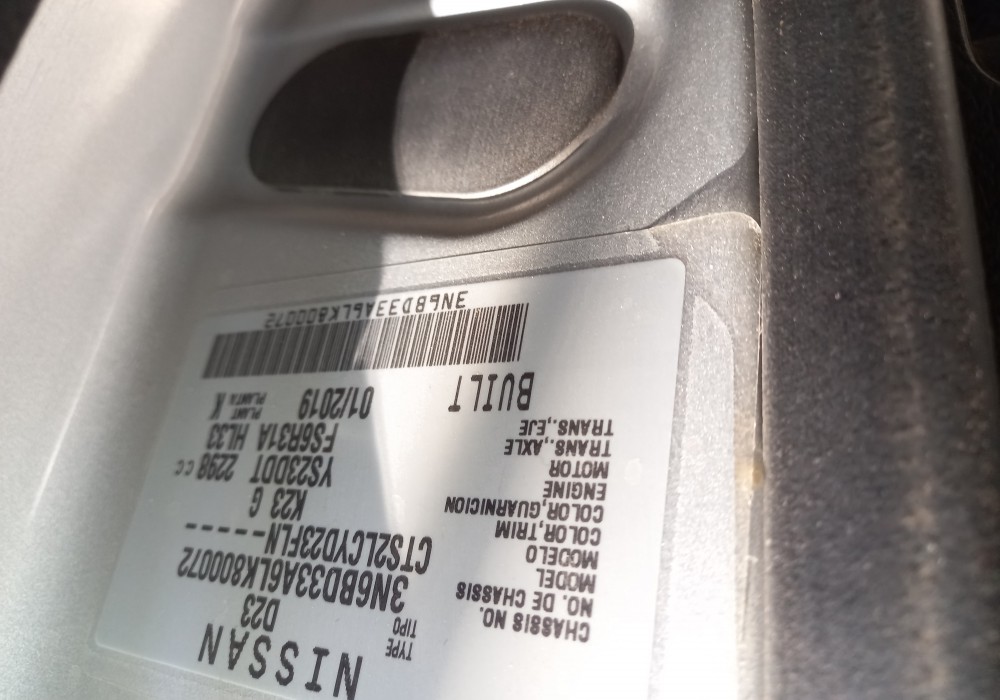 NISSAN
TYPE
TIPO D23
CHASSIS NO.
NO. DE CHASSIS 3N6BD33A6LK800072
MODEL
MODELO CTS2LCYD23FLN-----
COLOR,TRIM
COLOR,GUARNICION K23 G
ENGINE
MOTOR YS23DDT 2298 CC
TRANS.,AXLE
TRANS.,EJE FS6R31A HL33
PLANT
PLANTA K
BUILT 01/2019
3N6BD33A6LK800072